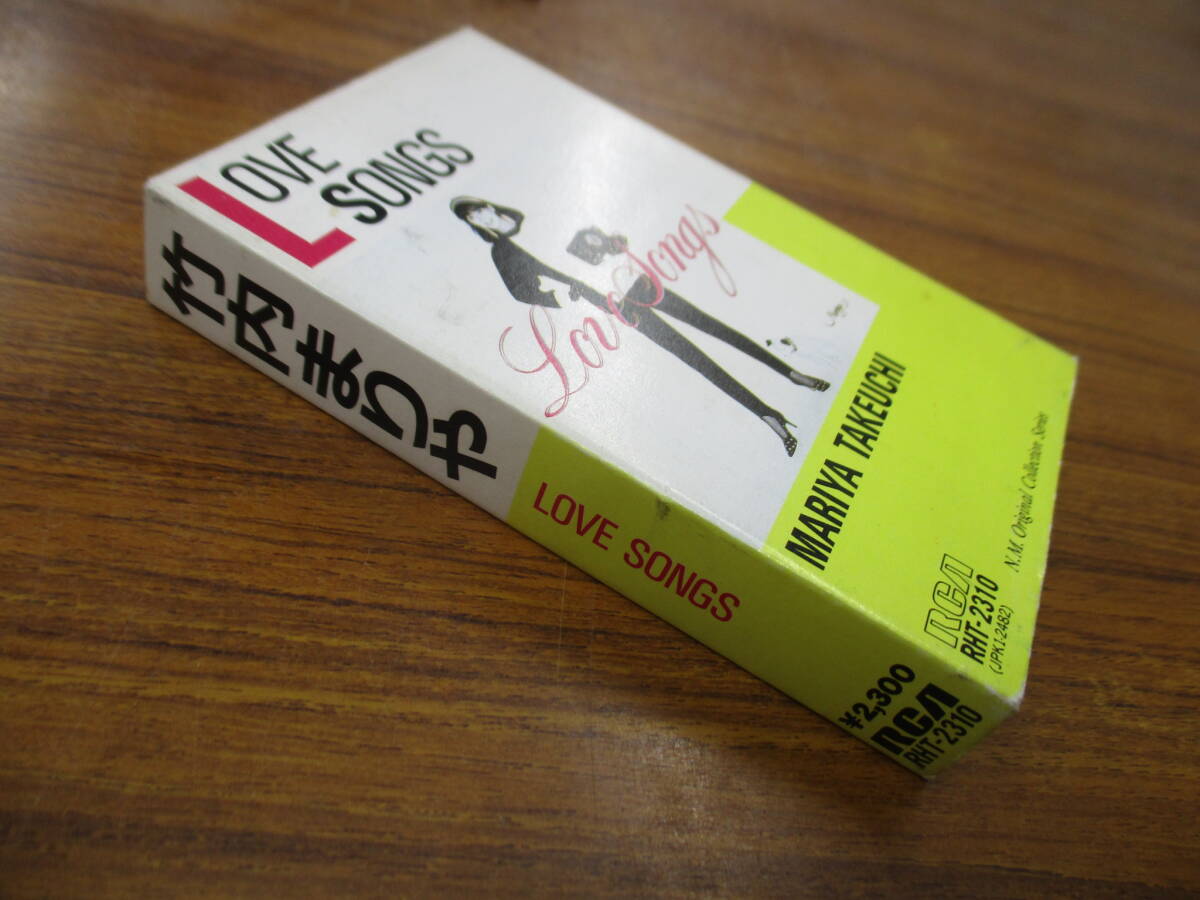 LOVE
SONGS
Love Songs
MARIYA TAKEUCHI
N.M. Original Collection Series
RCA
RHT-2310
(JPK1-2482)
竹内まりや
LOVE SONGS
¥2,300
RCA
RHT-2310